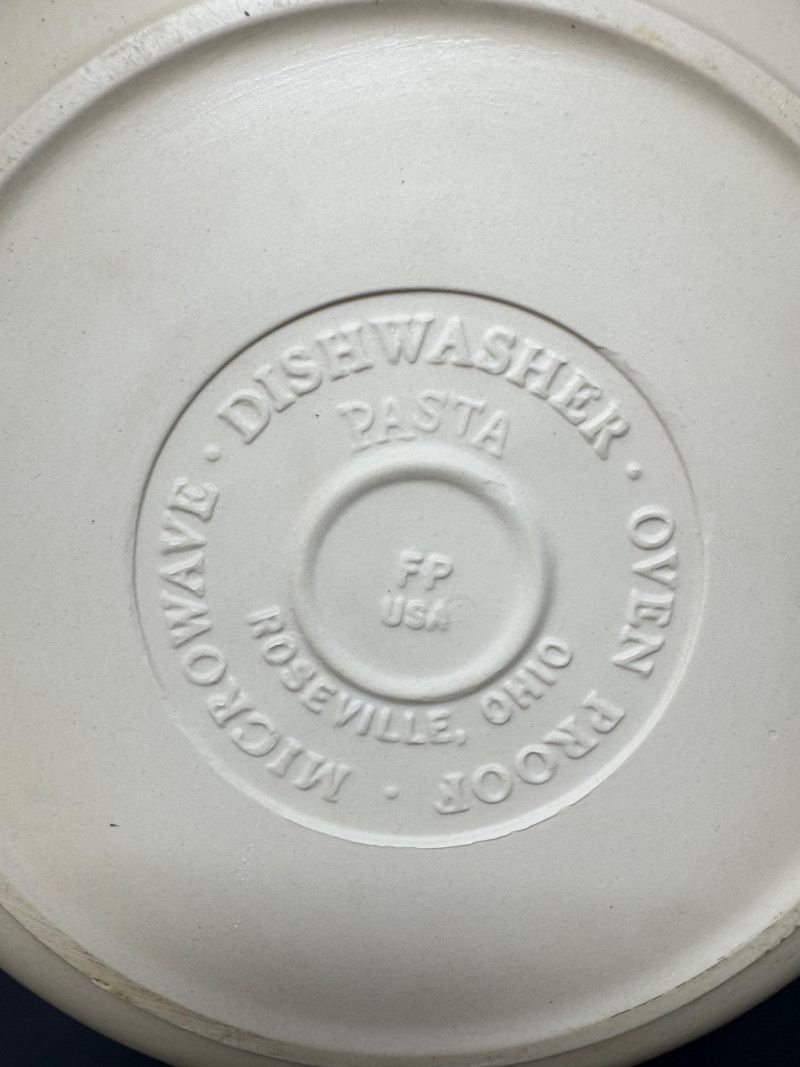 DISHWASHER · OVEN PROOF · MICROWAVE ·
PASTA
FP
USA
ROSEVILLE, OHIO